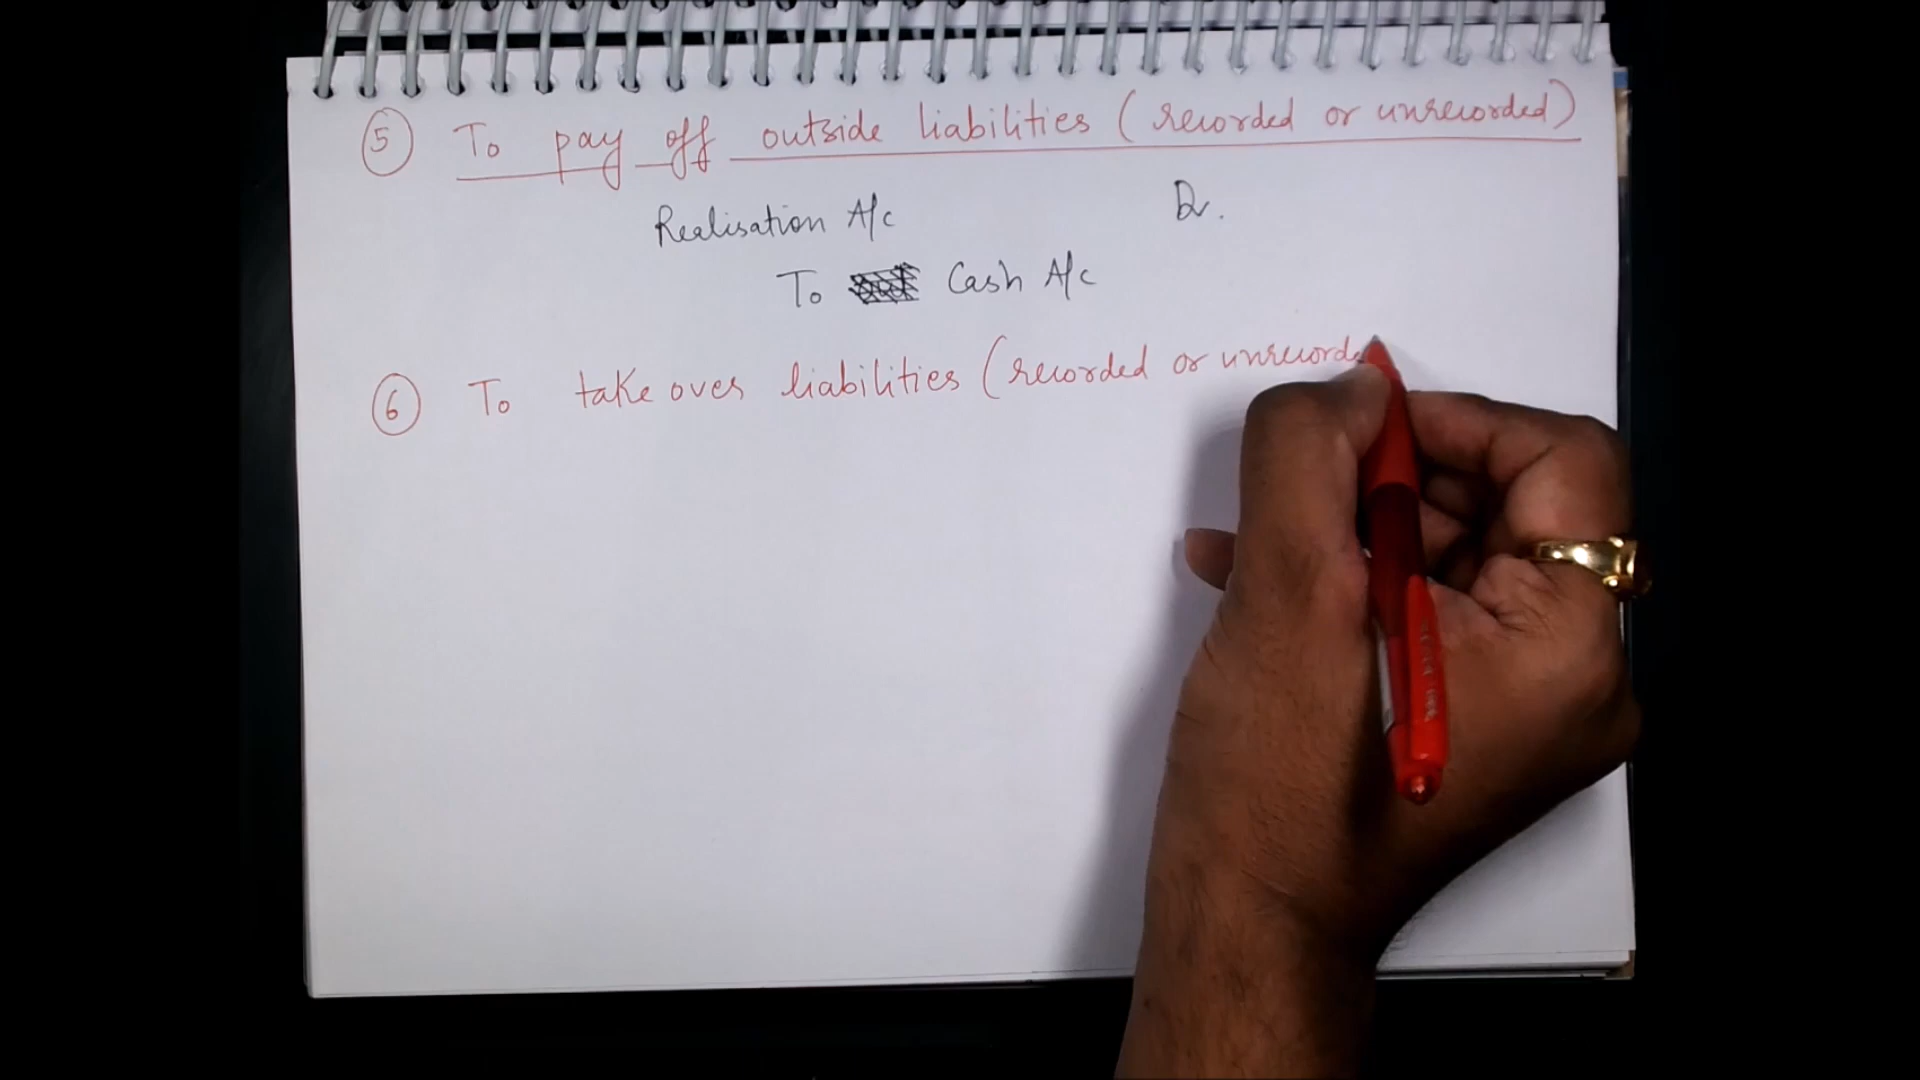 5 To pay off outside liabilities (recorded or unrecorded)
Realisation A/c Dr.
To Cash A/c
6 To take over liabilities (recorded or unrecorde